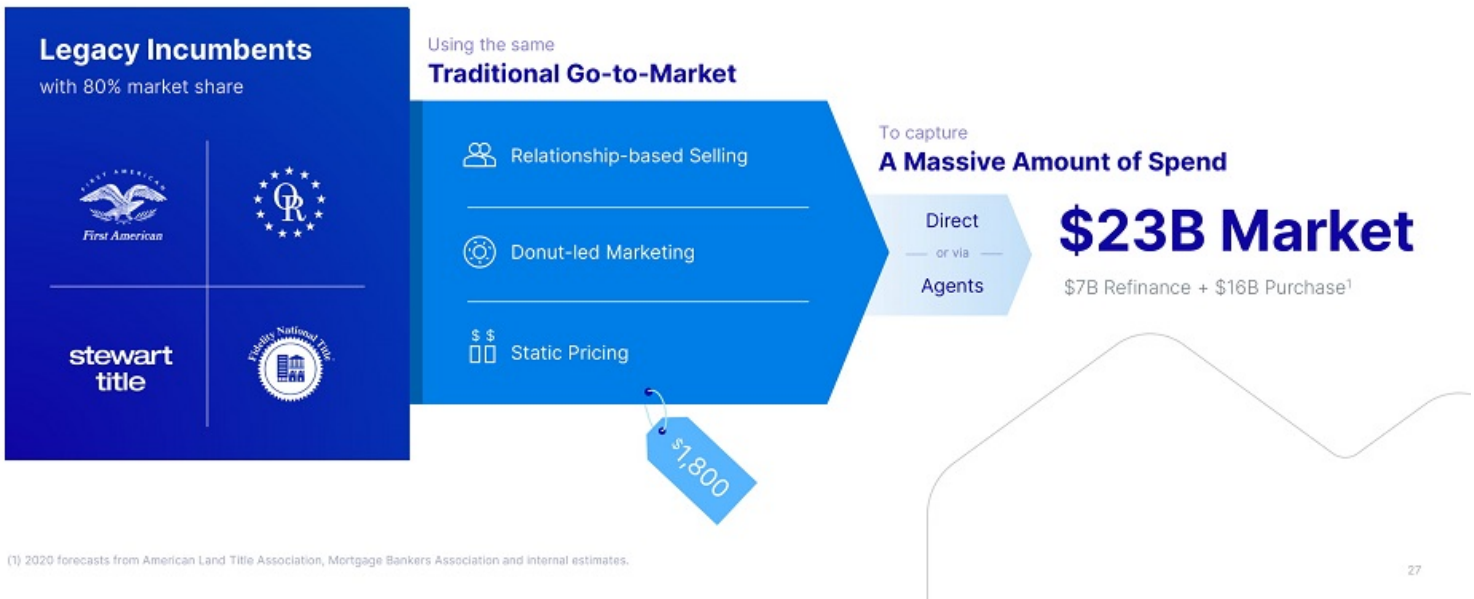 Legacy Incumbents
with 80% market share
FIRST AMERICAN
First American
OR
stewart
title
Fidelity National Title
Using the same
Traditional Go-to-Market
Relationship-based Selling
Donut-led Marketing
$ $
Static Pricing
$1,800
To capture
A Massive Amount of Spend
Direct
or via
Agents
$23B Market
$7B Refinance + $16B Purchase¹
(1) 2020 forecasts from American Land Title Association, Mortgage Bankers Association and internal estimates.
27